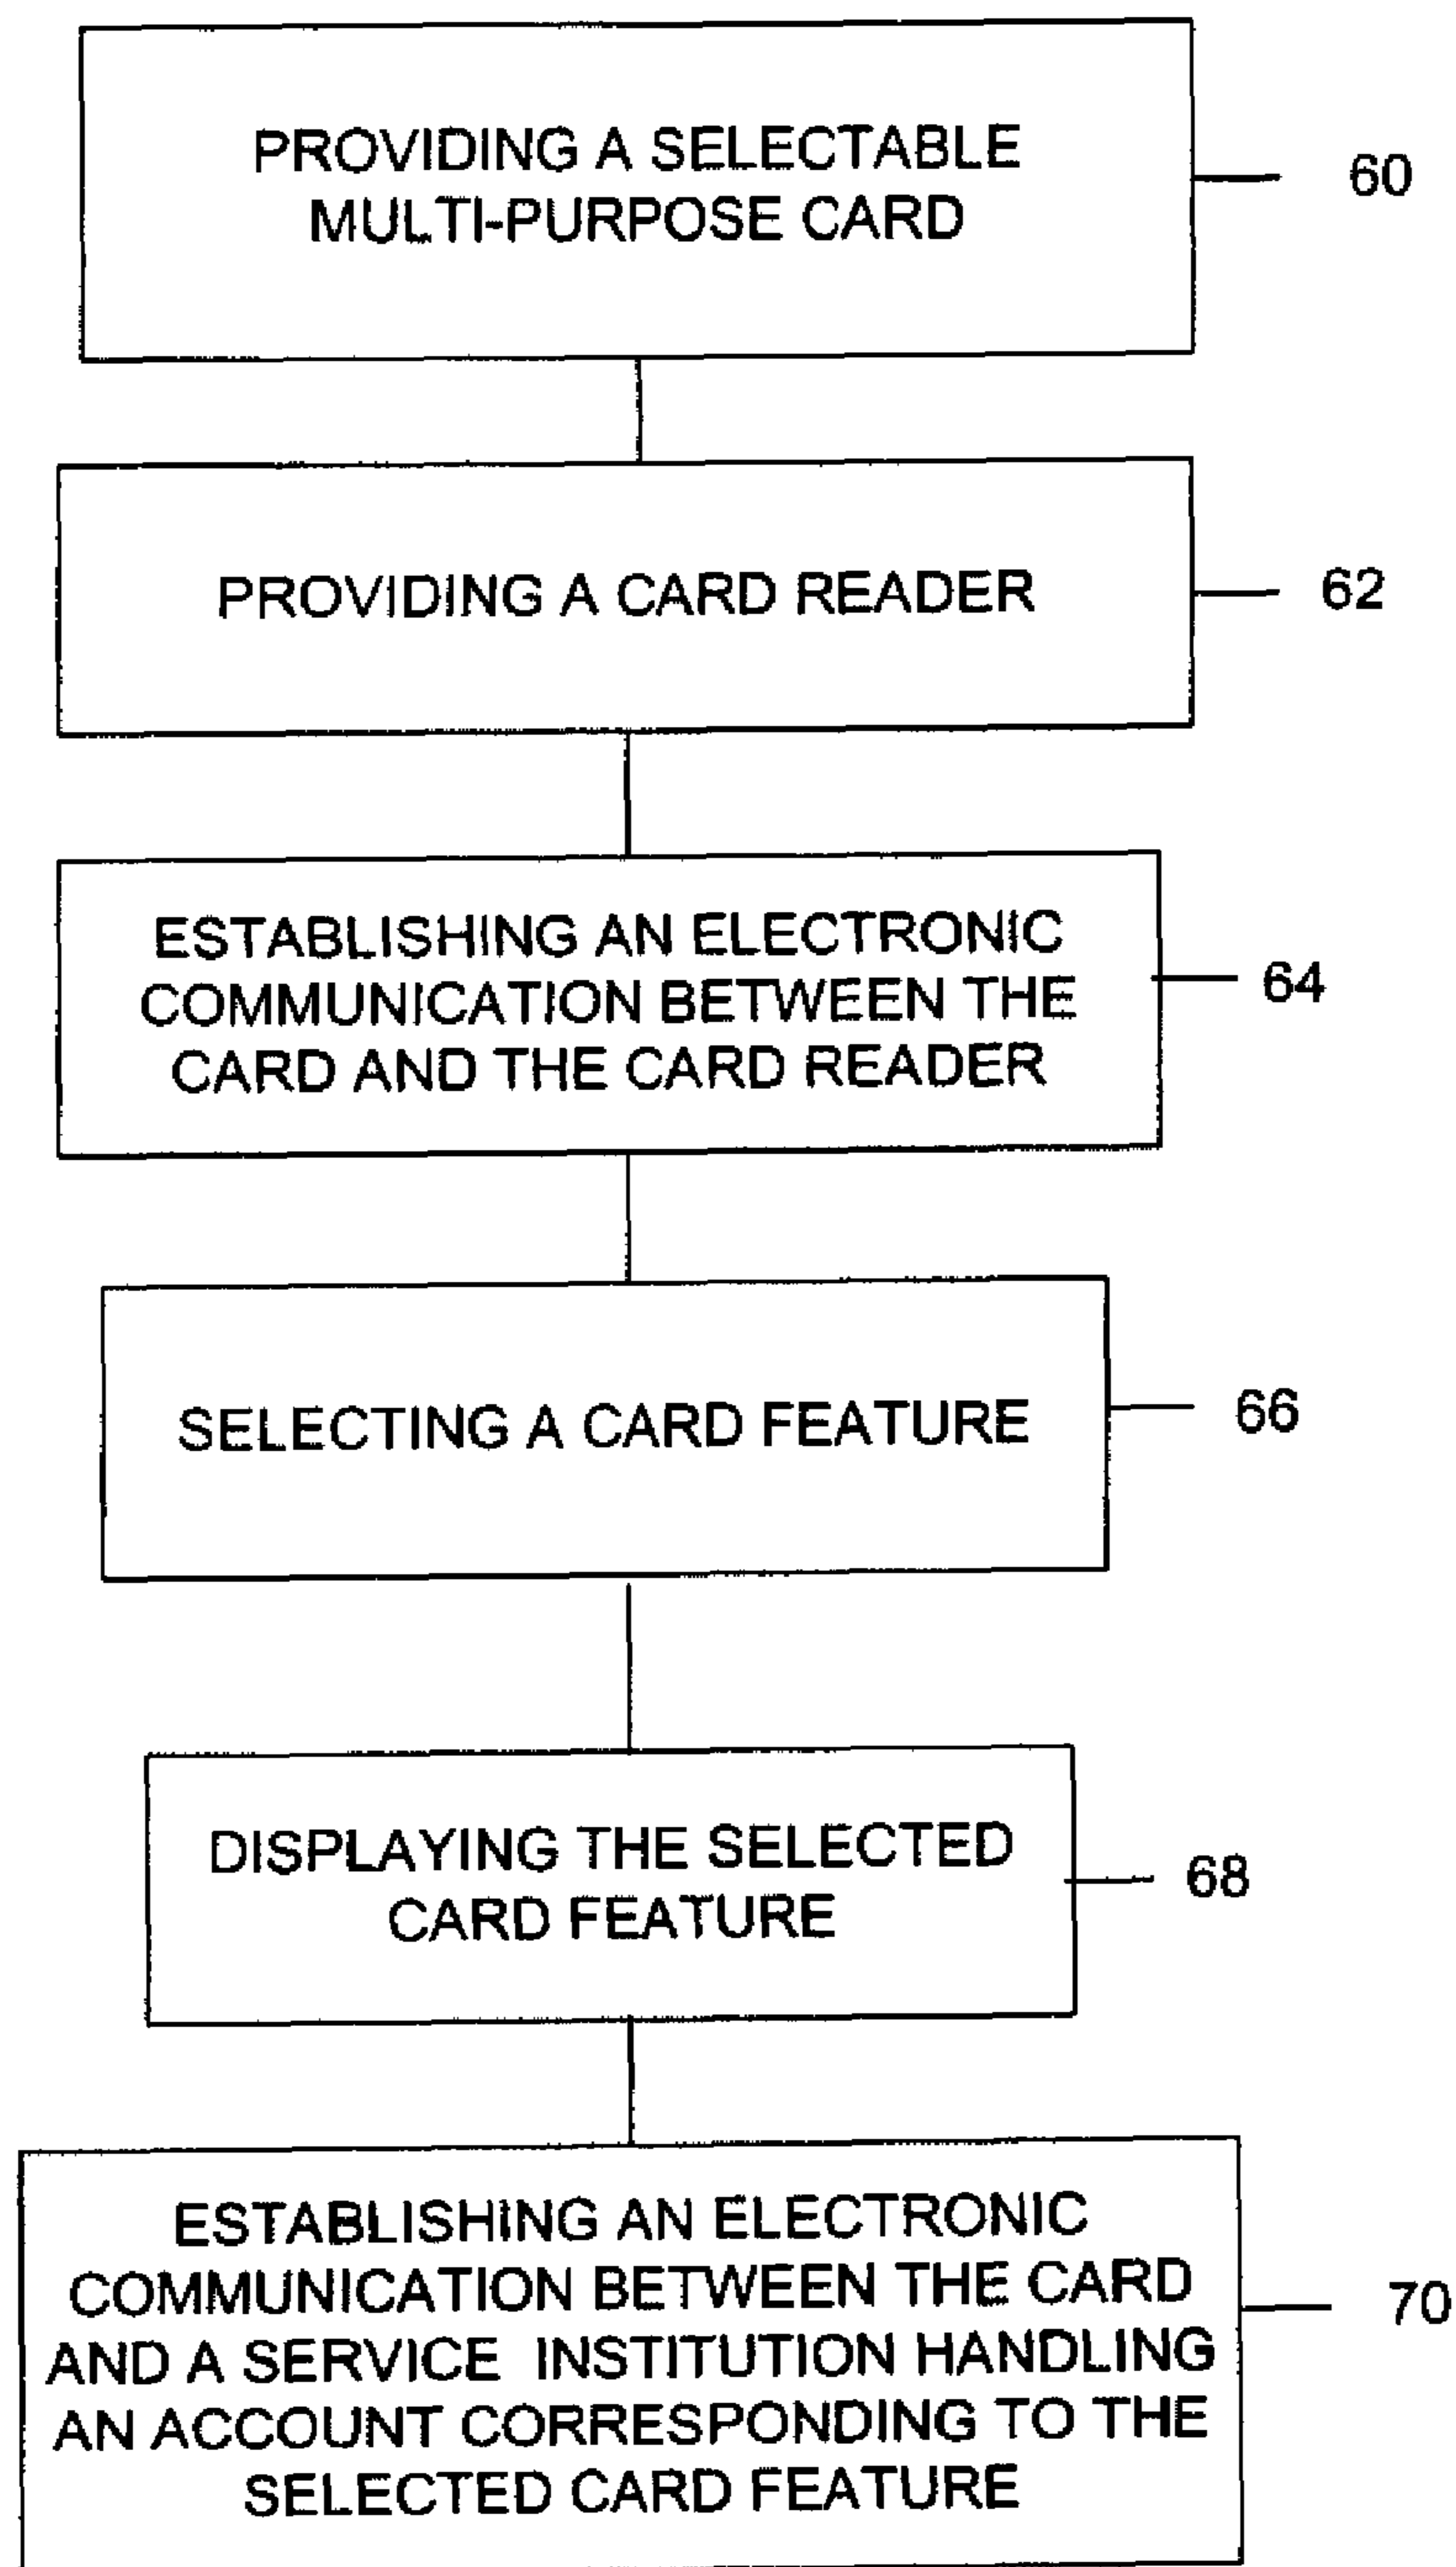 PROVIDING A SELECTABLE
MULTI-PURPOSE CARD
60
PROVIDING A CARD READER
62
ESTABLISHING AN ELECTRONIC
COMMUNICATION BETWEEN THE
CARD AND THE CARD READER
64
SELECTING A CARD FEATURE
66
DISPLAYING THE SELECTED
CARD FEATURE
68
ESTABLISHING AN ELECTRONIC
COMMUNICATION BETWEEN THE CARD
AND A SERVICE INSTITUTION HANDLING
AN ACCOUNT CORRESPONDING TO THE
SELECTED CARD FEATURE
70